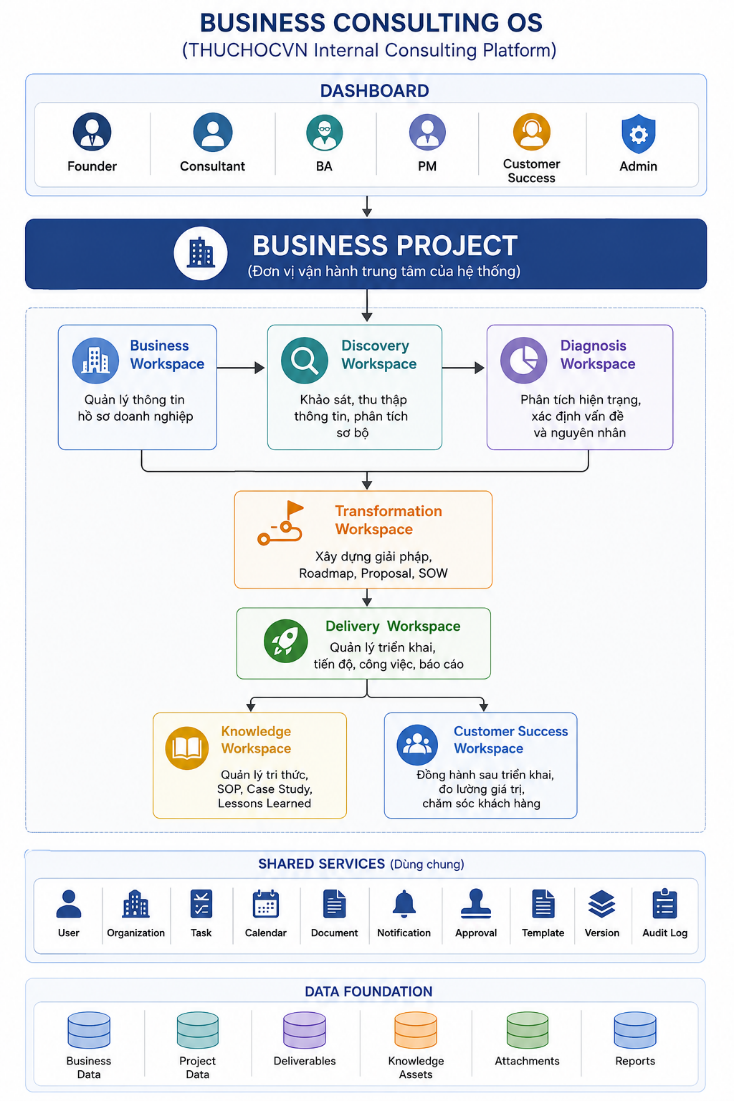 BUSINESS CONSULTING OS
(THUCHOCVN Internal Consulting Platform)
DASHBOARD
Founder
Consultant
BA
PM
Customer
Success
Admin
BUSINESS PROJECT
(Đơn vị vận hành trung tâm của hệ thống)
Business
Workspace
Quản lý thông tin
hồ sơ doanh nghiệp
Discovery
Workspace
Khảo sát, thu thập
thông tin, phân tích
sơ bộ
Diagnosis
Workspace
Phân tích hiện trạng,
xác định vấn đề
và nguyên nhân
Transformation
Workspace
Xây dựng giải phập,
Roadmap, Proposal, SOW
Delivery Workspace
Quản lý triển khai,
tiến độ, công việc, báo cáo
Knowledge
Workspace
Quản lý tri thức,
SOP, Case Study,
Lessons Learned
Customer Success
Workspace
Đồng hành sau triển khai,
đo lường giá trị,
chăm sóc khách hàng
SHARED SERVICES (Dùng chung)
User
Organization
Task
Calendar
Document
Notification
Approval
Template
Version
Audit Log
DATA FOUNDATION
Business
Data
Project
Data
Deliverables
Knowledge
Assets
Attachments
Reports